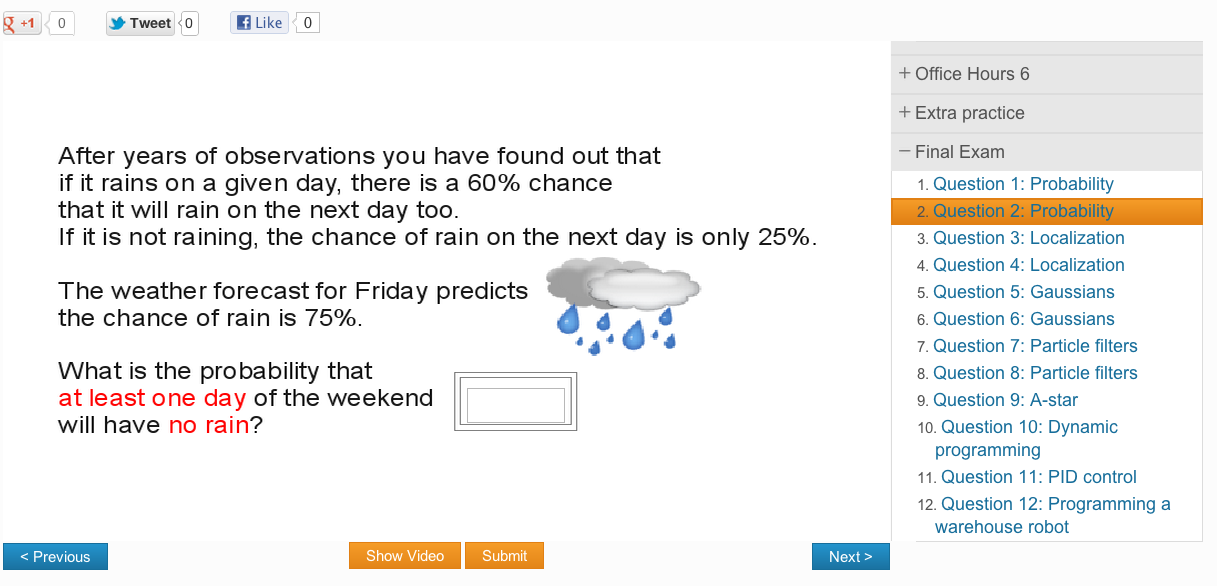 +1 0 Tweet 0 Like 0
After years of observations you have found out that
if it rains on a given day, there is a 60% chance
that it will rain on the next day too.
If it is not raining, the chance of rain on the next day is only 25%.
The weather forecast for Friday predicts
the chance of rain is 75%.
What is the probability that
at least one day of the weekend
will have no rain?
+ Office Hours 6
+ Extra practice
− Final Exam
1. Question 1: Probability
2. Question 2: Probability
3. Question 3: Localization
4. Question 4: Localization
5. Question 5: Gaussians
6. Question 6: Gaussians
7. Question 7: Particle filters
8. Question 8: Particle filters
9. Question 9: A-star
10. Question 10: Dynamic
programming
11. Question 11: PID control
12. Question 12: Programming a
warehouse robot
< Previous Show Video Submit Next >